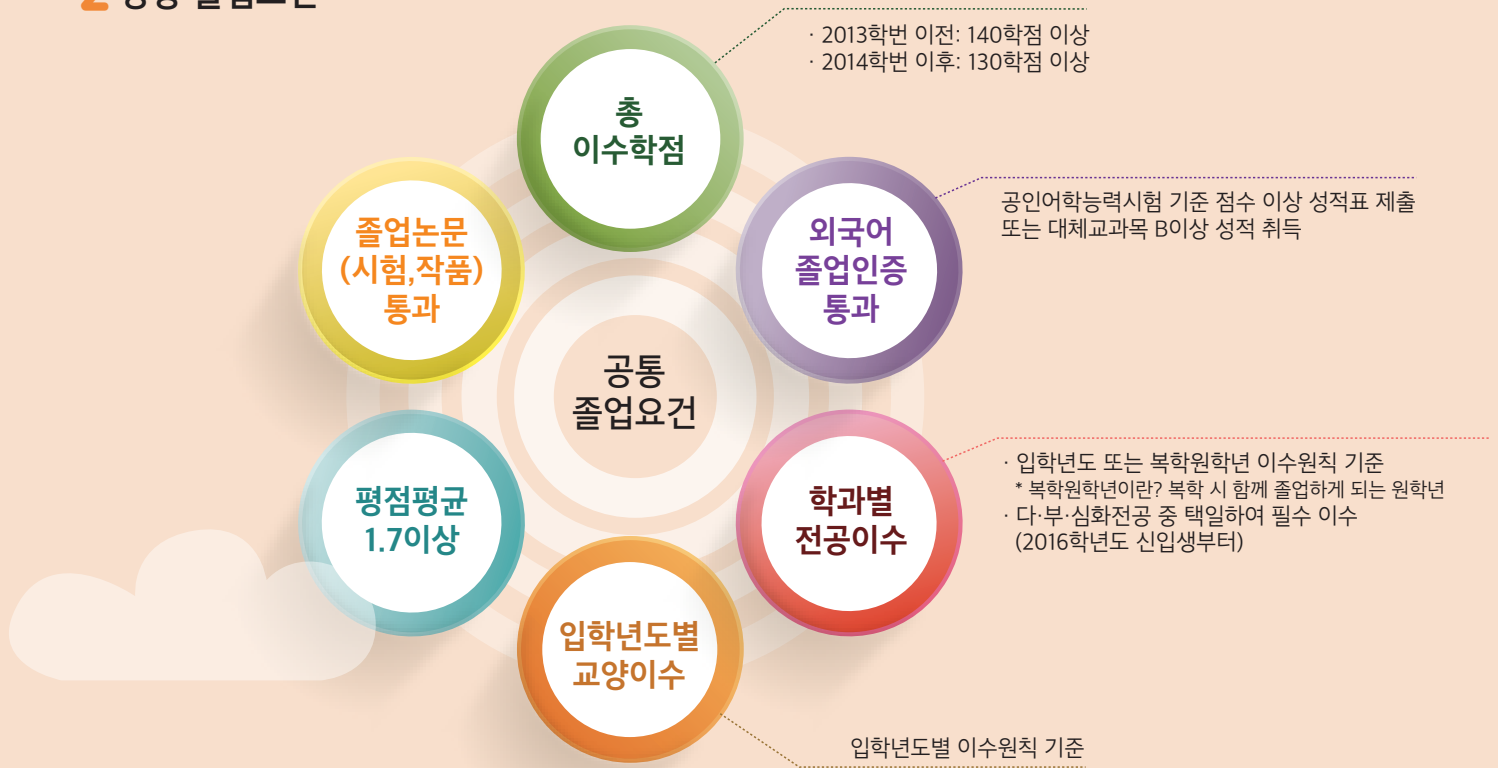 2
총
이수학점
· 2013학번 이전: 140학점 이상
· 2014학번 이후: 130학점 이상
외국어
졸업인증
통과
공인어학능력시험 기준 점수 이상 성적표 제출
또는 대체교과목 B이상 성적 취득
학과별
전공이수
· 입학년도 또는 복학원학년 이수원칙 기준
* 복학원학년이란? 복학 시 함께 졸업하게 되는 원학년
· 다·부·심화전공 중 택일하여 필수 이수
(2016학년도 신입생부터)
입학년도별
교양이수
입학년도별 이수원칙 기준
평점평균
1.7이상
졸업논문
(시험,작품)
통과
공통
졸업요건